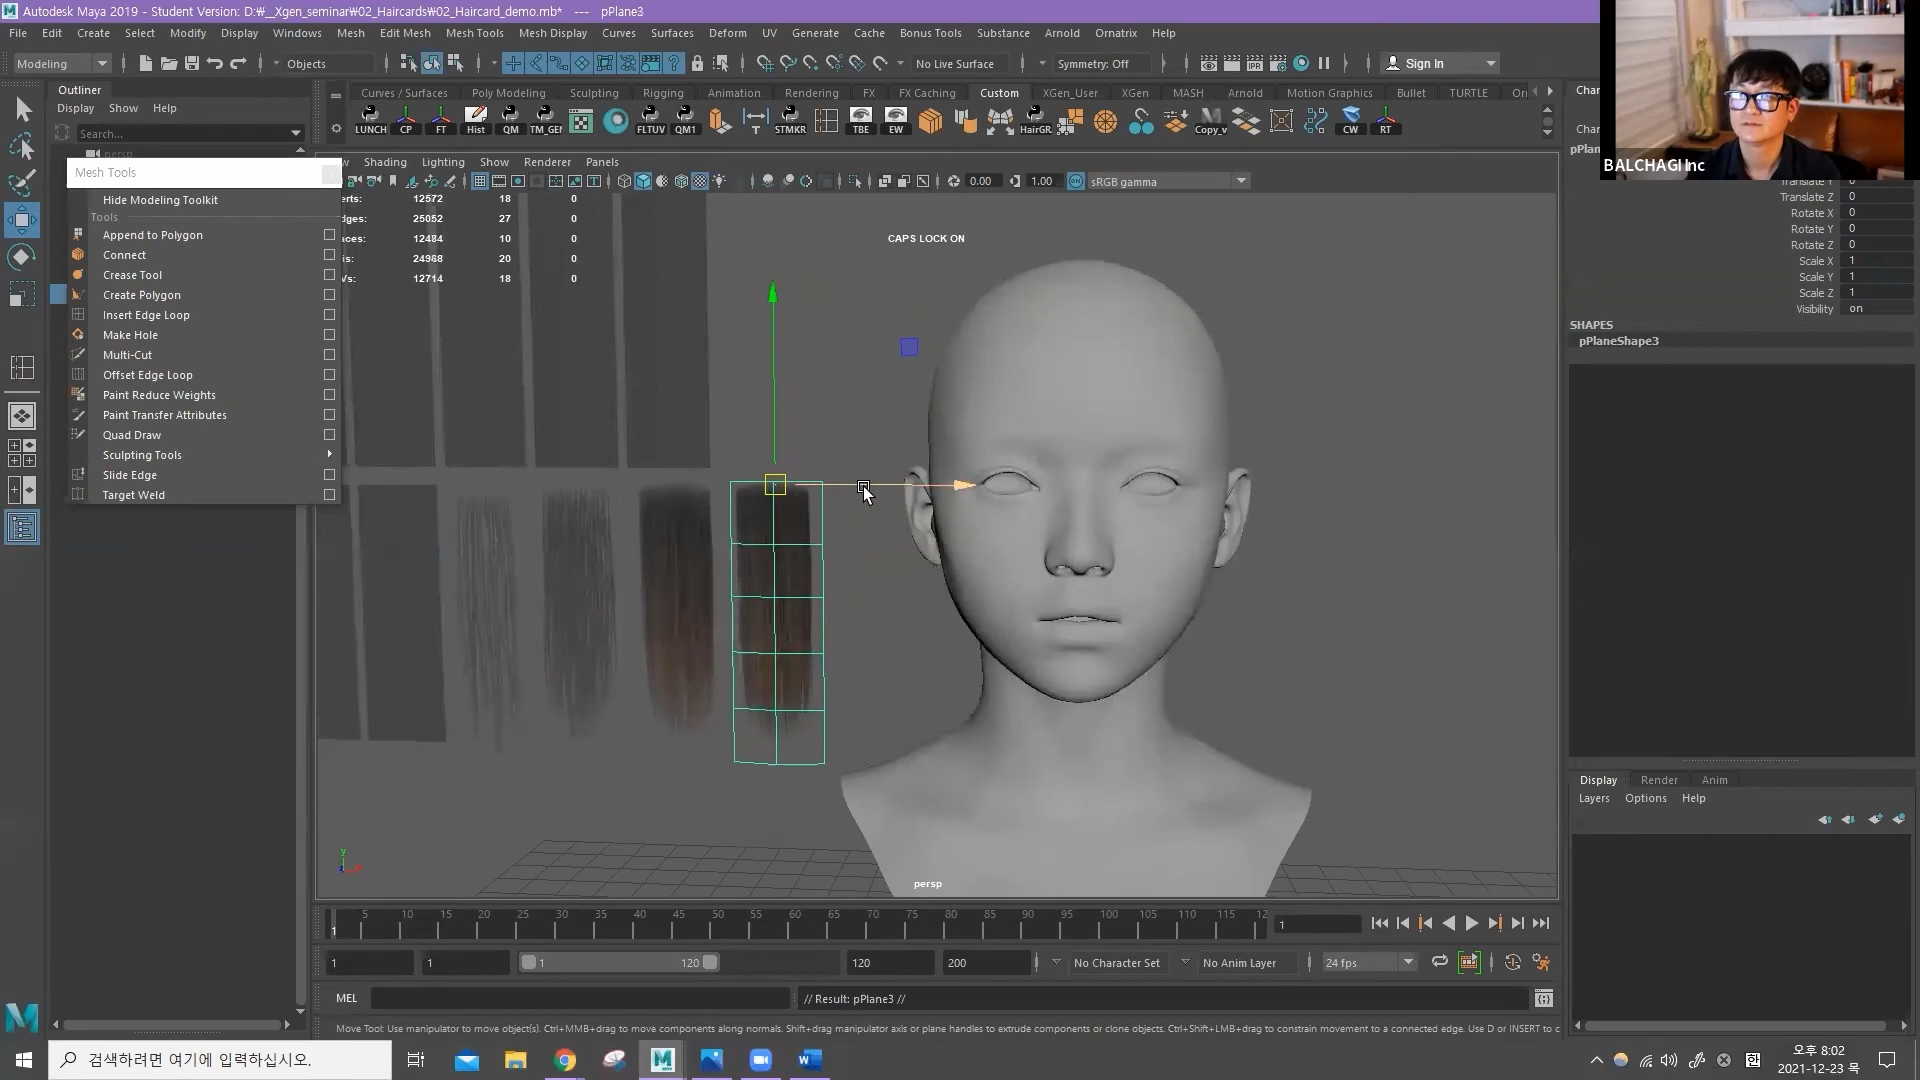 Autodesk Maya 2019 - Student Version: D:₩__Xgen_seminar₩02_Haircards₩02_Haircard_demo.mb* --- pPlane3
File Edit Create Select Modify Display Windows Mesh Edit Mesh Mesh Tools Mesh Display Curves Surfaces Deform UV Generate Cache Bonus Tools Substance Arnold Ornatrix Help
Modeling Objects No Live Surface Symmetry: Off Sign In
Outliner
Display Show Help
Search...
persp
Curves / Surfaces Poly Modeling Sculpting Rigging Animation Rendering FX FX Caching Custom XGen_User XGen MASH Arnold Motion Graphics Bullet TURTLE
LUNCH CP FT Hist QM TM_GEI FLTUV QM1 STMKR TBE EW HairGR. Copy_v CW RT
Shading Lighting Show Renderer Panels
0.00 1.00 sRGB gamma
Mesh Tools
Hide Modeling Toolkit
Tools
Append to Polygon
Connect
Crease Tool
Create Polygon
Insert Edge Loop
Make Hole
Multi-Cut
Offset Edge Loop
Paint Reduce Weights
Paint Transfer Attributes
Quad Draw
Sculpting Tools
Slide Edge
Target Weld
erts: 12572 18 0
dges: 25052 27 0
aces: 12484 10 0
is: 24988 20 0
Vs: 12714 18 0
CAPS LOCK ON
y
persp
BALCHAGI Inc
Translate Y 0
Translate Z 0
Rotate X 0
Rotate Y 0
Rotate Z 0
Scale X 1
Scale Y 1
Scale Z 1
Visibility on
SHAPES
pPlaneShape3
Display Render Anim
Layers Options Help
1 5 10 15 20 25 30 35 40 45 50 55 60 65 70 75 80 85 90 95 100 105 110 115 12
1
1 1 1 120 120 200 No Character Set No Anim Layer 24 fps
MEL // Result: pPlane3 //
Move Tool: Use manipulator to move object(s). Ctrl+MMB+drag to move components along normals. Shift+drag manipulator axis or plane handles to extrude components or clone objects. Ctrl+Shift+LMB+drag to constrain movement to a connected edge. Use D or INSERT to c
검색하려면 여기에 입력하십시오.
오후 8:02
2021-12-23 목